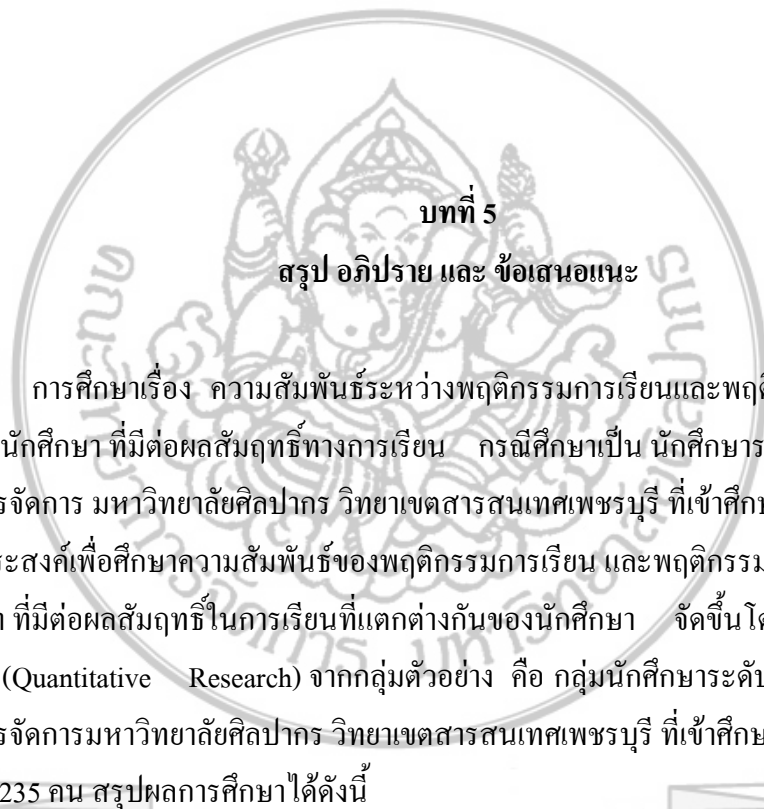 บทที่ 5
สรุป อภิปราย และ ข้อเสนอแนะ
การศึกษาเรื่อง ความสัมพันธ์ระหว่างพฤติกรรมการเรียนและพฤติ
นักศึกษา ที่มีต่อผลสัมฤทธิ์ทางการเรียน กรณีศึกษาเป็น นักศึกษาร
รจัดการ มหาวิทยาลัยศิลปากร วิทยาเขตสารสนเทศเพชรบุรี ที่เข้าศึกษ
ระสงค์เพื่อศึกษาความสัมพันธ์ของพฤติกรรมการเรียน และพฤติกรรม
ที่มีต่อผลสัมฤทธิ์ในการเรียนที่แตกต่างกันของนักศึกษา จัดขึ้นโด
(Quantitative Research) จากกลุ่มตัวอย่าง คือ กลุ่มนักศึกษาระดับ
รจัดการมหาวิทยาลัยศิลปากร วิทยาเขตสารสนเทศเพชรบุรี ที่เข้าศึกษ
235 คน สรุปผลการศึกษาได้ดังนี้